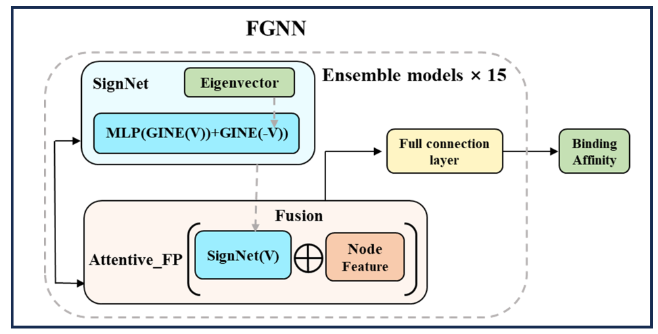 FGNN
Ensemble models × 15
SignNet
Eigenvector
MLP(GINE(V))+GINE(-V))
Full connection
layer
Binding
Affinity
Fusion
Attentive_FP
SignNet(V)
⊕
Node
Feature